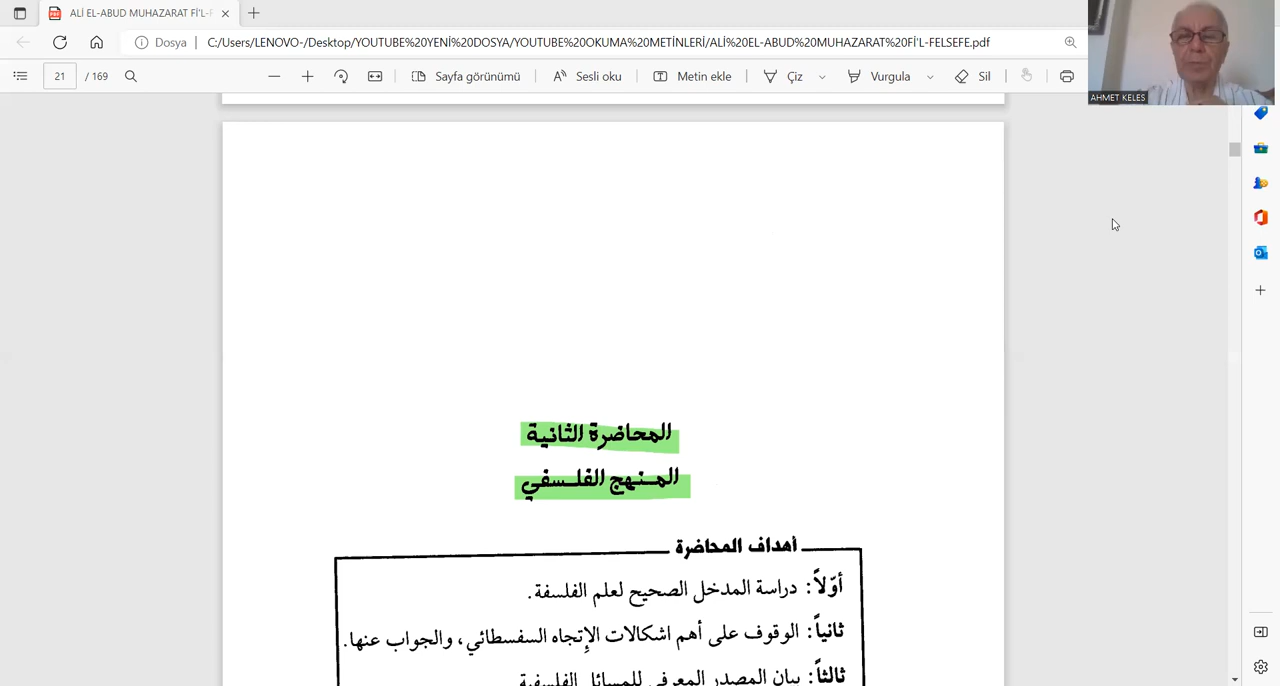 ALİ EL-ABUD MUHAZARAT Fİ'L-F
Dosya
C:/Users/LENOVO-/Desktop/YOUTUBE%20YENİ%20DOSYA/YOUTUBE%20OKUMA%20METİNLERİ/ALİ%20EL-ABUD%20MUHAZARAT%20Fİ'L-FELSEFE.pdf
21 / 169
Sayfa görünümü
Sesli oku
Metin ekle
Çiz
Vurgula
Sil
AHMET KELES
المحاضرة الثانية
المنهج الفلسفي
أهداف المحاضرة
أوّلاً: دراسة المدخل الصحيح لعلم الفلسفة.
ثانياً: الوقوف على أهم اشكالات الإتجاه السفسطائي، والجواب عنها.
ثالثاً: بيان المصدر المعرفي للمسائل الفلسفية